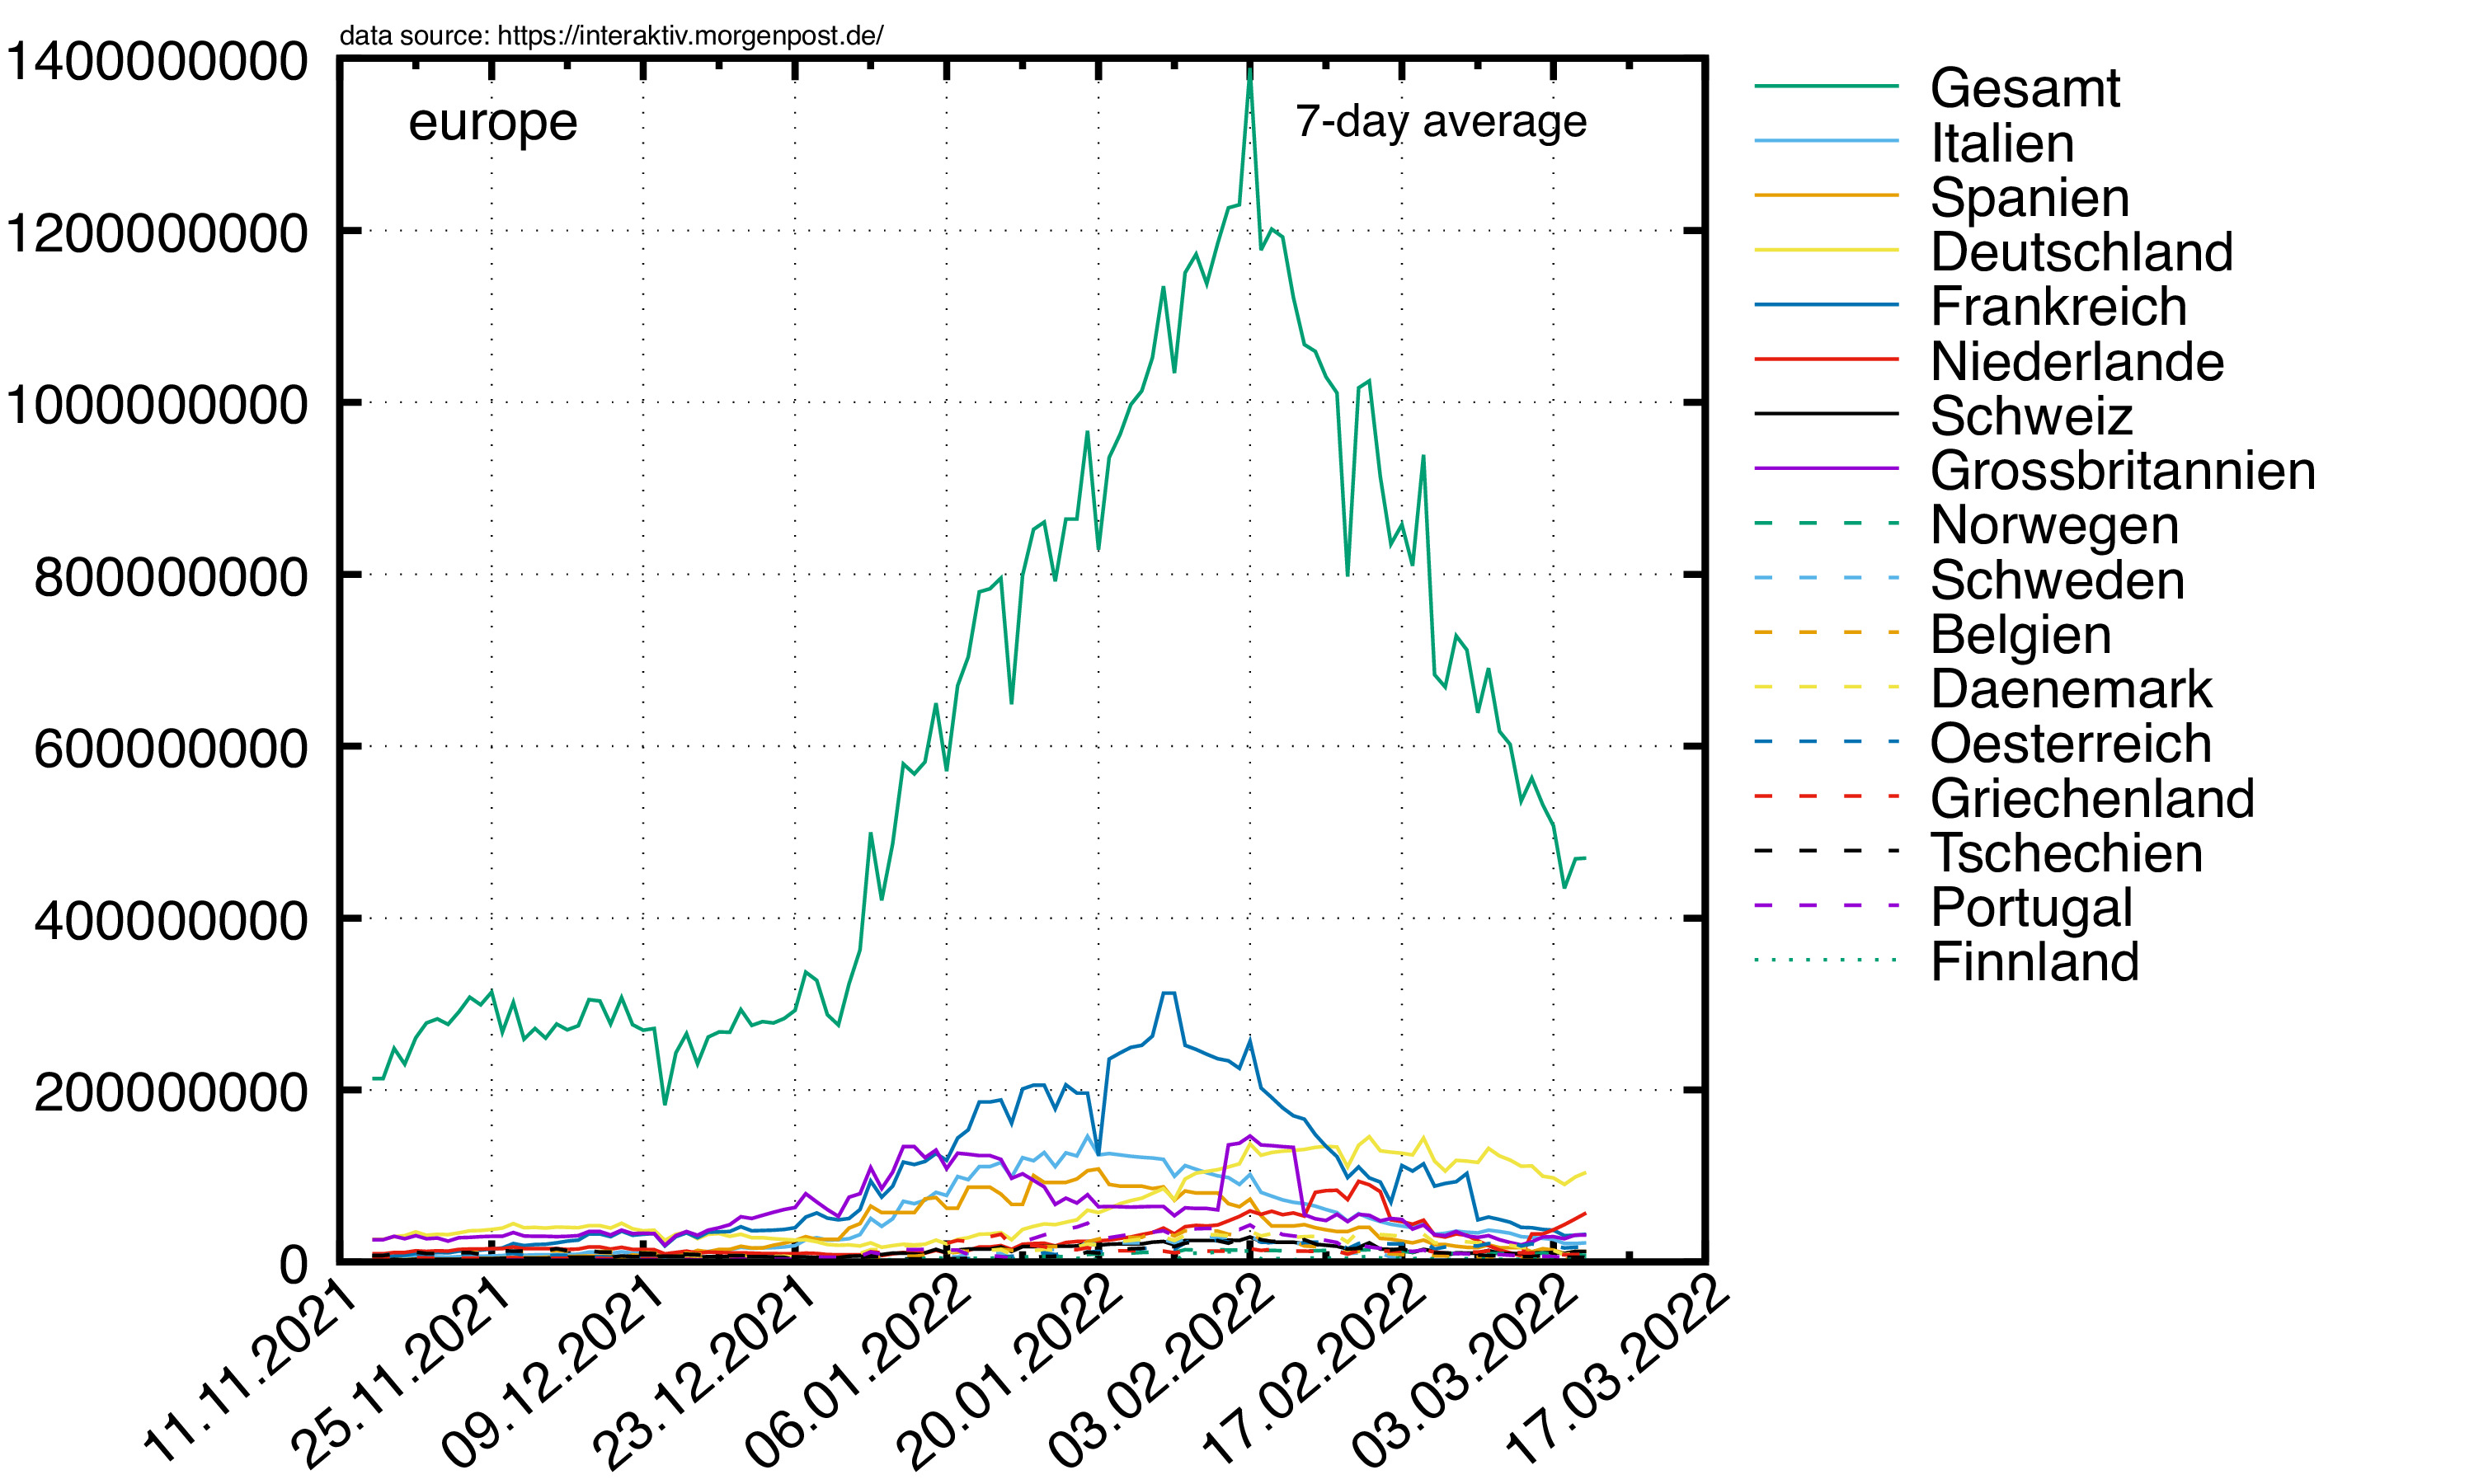 data source: https://interaktiv.morgenpost.de/
europe
7-day average
1400000000
1200000000
1000000000
800000000
600000000
400000000
200000000
0
11.11.2021
25.11.2021
09.12.2021
23.12.2021
06.01.2022
20.01.2022
03.02.2022
17.02.2022
03.03.2022
17.03.2022
Gesamt
Italien
Spanien
Deutschland
Frankreich
Niederlande
Schweiz
Grossbritannien
Norwegen
Schweden
Belgien
Daenemark
Oesterreich
Griechenland
Tschechien
Portugal
Finnland